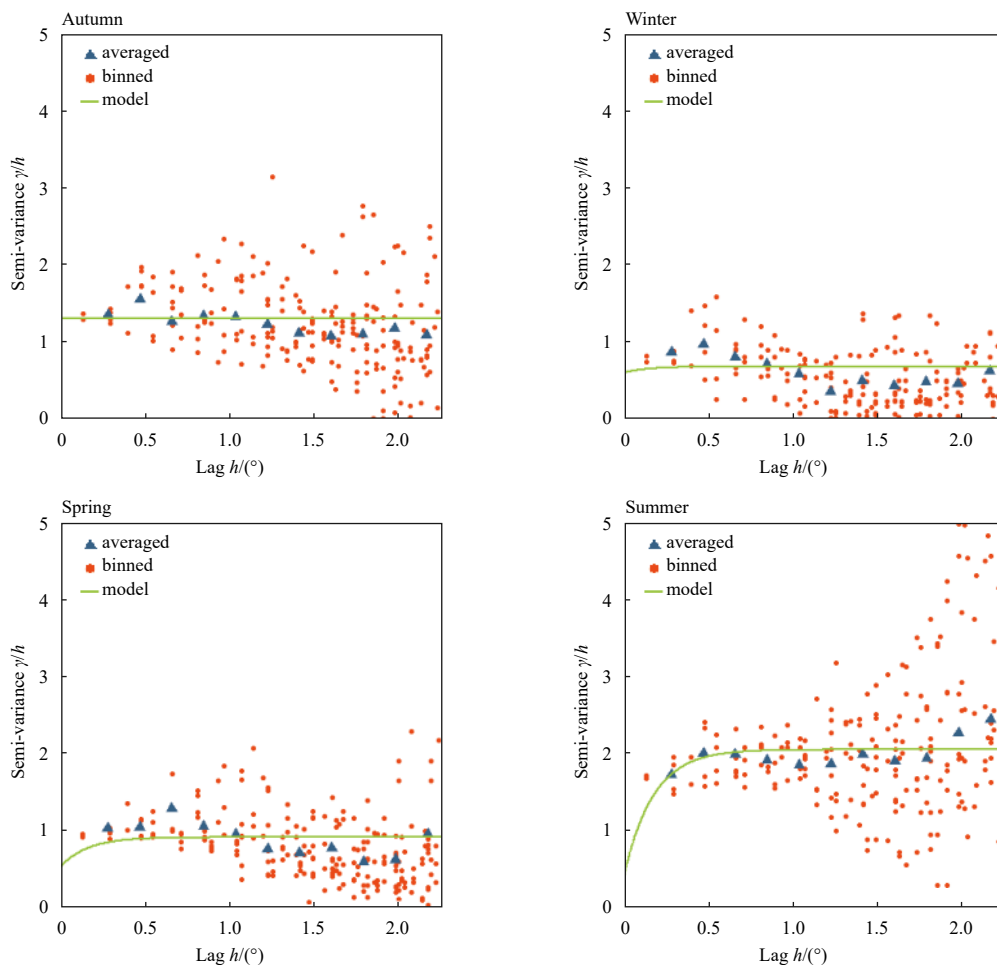 Autumn
5
4
3
2
1
0
0
0.5
1.0
1.5
2.0
Semi-variance γ/h
Lag h/(°)
averaged
binned
model
Winter
5
4
3
2
1
0
0
0.5
1.0
1.5
2.0
Semi-variance γ/h
Lag h/(°)
averaged
binned
model
Spring
5
4
3
2
1
0
0
0.5
1.0
1.5
2.0
Semi-variance γ/h
Lag h/(°)
averaged
binned
model
Summer
5
4
3
2
1
0
0
0.5
1.0
1.5
2.0
Semi-variance γ/h
Lag h/(°)
averaged
binned
model